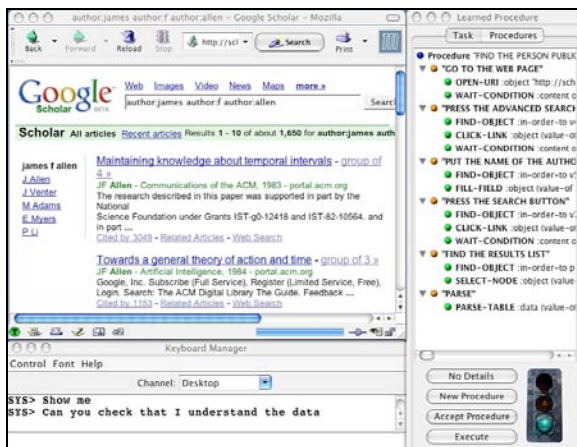 author:james author:f author:allen - Google Scholar - Mozilla
Back Forward Reload Stop http://scl Search Print
Google Scholar BETA
Web Images Video News Maps more »
author:james author:f author:allen
Search
Scholar All articles Recent articles Results 1 - 10 of about 1,650 for author:james auth
james f allen
J Allen
J Venter
M Adams
E Myers
P Li
Maintaining knowledge about temporal intervals - group of
4 »
JF Allen - Communications of the ACM, 1983 - portal.acm.org
The research described in this paper was supported in part by the
National
Science Foundation under Grants IST-g0-12418 and IST-82-10564. and
in part ...
Cited by 3049 - Related Articles - Web Search
Towards a general theory of action and time - group of 3 »
JF Allen - Artificial Intelligence, 1984 - portal.acm.org
Google, Inc. Subscribe (Full Service), Register (Limited Service, Free),
Login. Search: The ACM Digital Library The Guide. Feedback ...
Cited by 1153 - Related Articles - Web Search
Keyboard Manager
Control Font Help
Channel: Desktop
SYS> Show me
SYS> Can you check that I understand the data
Learned Procedure
Task Procedures
Procedure "FIND THE PERSON PUBLIC
"GO TO THE WEB PAGE"
OPEN-URI :object "http://sch
WAIT-CONDITION :content o
"PRESS THE ADVANCED SEARCH
FIND-OBJECT :in-order-to v
CLICK-LINK :object (value-of
WAIT-CONDITION :content o
"PUT THE NAME OF THE AUTHO
FIND-OBJECT :in-order-to v
FILL-FIELD :object (value-of
"PRESS THE SEARCH BUTTON"
FIND-OBJECT :in-order-to v
CLICK-LINK :object (value-of
WAIT-CONDITION :content o
"FIND THE RESULTS LIST"
FIND-OBJECT :in-order-to p
SELECT-NODE :object (value
"PARSE"
PARSE-TABLE :data (value-o
No Details
New Procedure
Accept Procedure
Execute